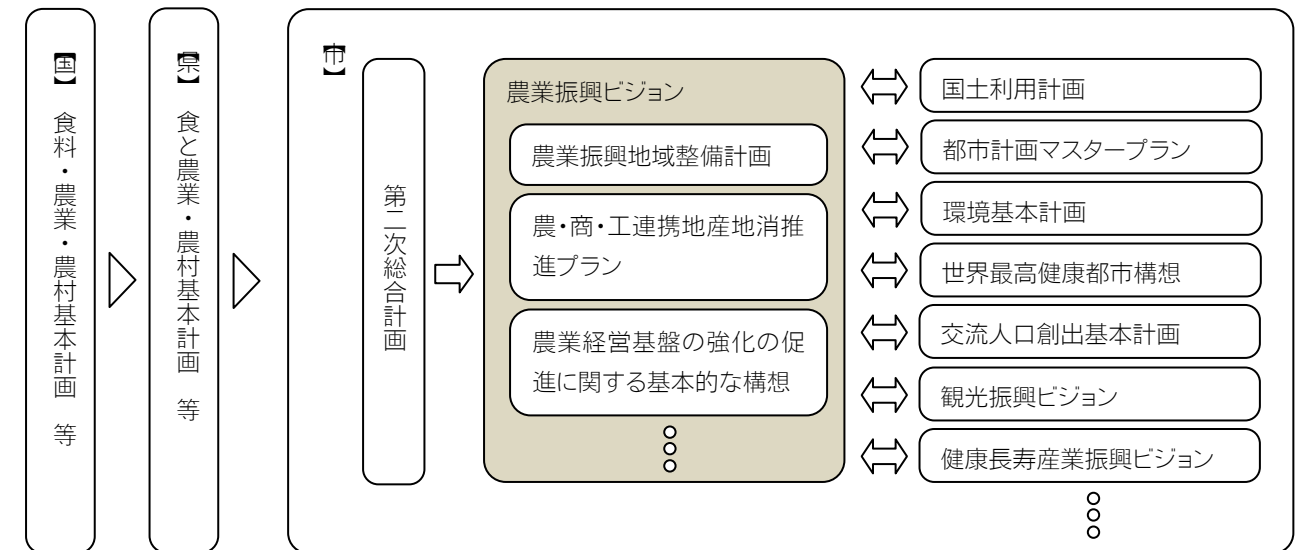 【国】 食料・農業・農村基本計画 等
【県】 食と農業・農村基本計画 等
【市】
第二次総合計画
農業振興ビジョン
農業振興地域整備計画
農・商・工連携地産地消推
進プラン
農業経営基盤の強化の促
進に関する基本的な構想
国土利用計画
都市計画マスタープラン
環境基本計画
世界最高健康都市構想
交流人口創出基本計画
観光振興ビジョン
健康長寿産業振興ビジョン